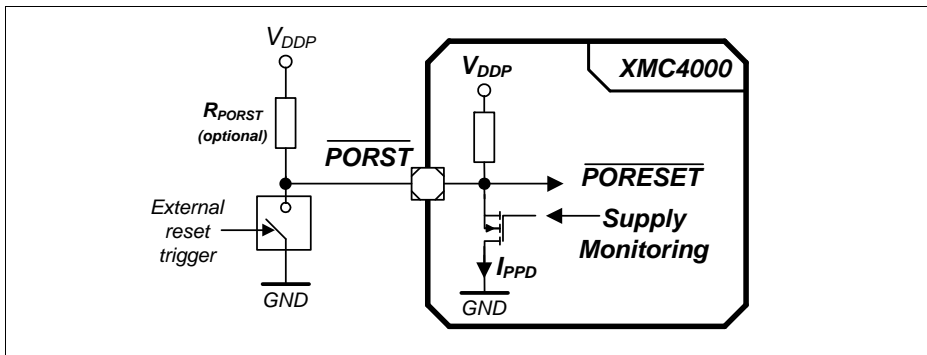 V_DDP
R_PORST
(optional)
External
reset
trigger
GND
PORST
XMC4000
V_DDP
PORESET
Supply
Monitoring
I_PPD
GND